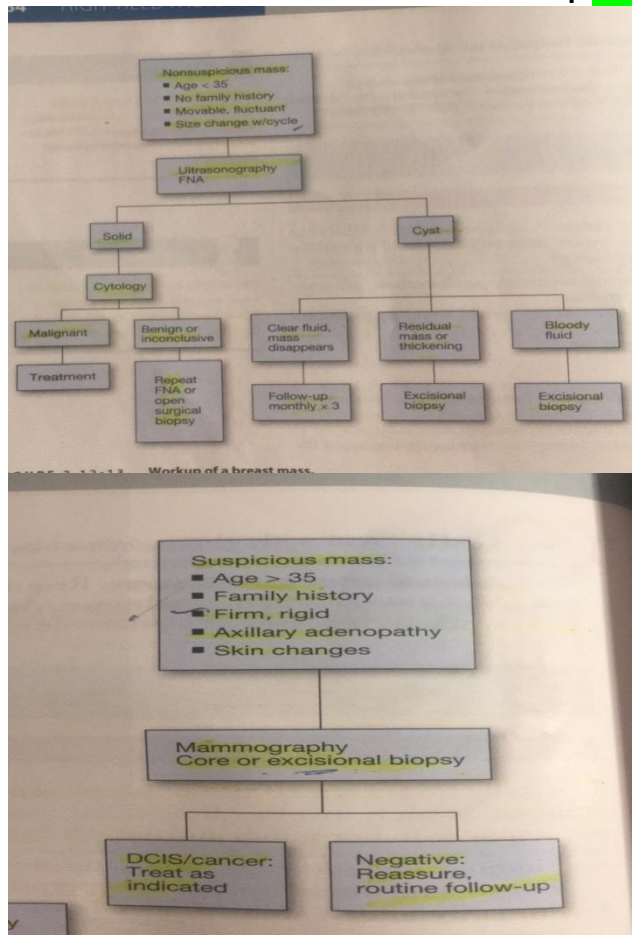 Nonsuspicious mass:
■ Age < 35
■ No family history
■ Movable, fluctuant
■ Size change w/cycle
Ultrasonography
FNA
Solid
Cyst
Cytology
Malignant
Benign or
inconclusive
Clear fluid,
mass
disappears
Residual
mass or
thickening
Bloody
fluid
Treatment
Repeat
FNA or
open
surgical
biopsy
Follow-up
monthly × 3
Excisional
biopsy
Excisional
biopsy
Workup of a breast mass.
Suspicious mass:
■ Age > 35
■ Family history
■ Firm, rigid
■ Axillary adenopathy
■ Skin changes
Mammography
Core or excisional biopsy
DCIS/cancer:
Treat as
indicated
Negative:
Reassure,
routine follow-up
y